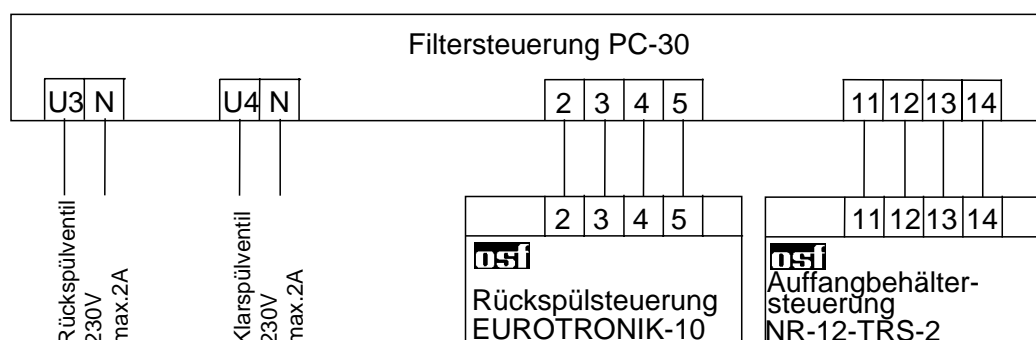 Filtersteuerung PC-30
U3 N
U4 N
2 3 4 5
11 12 13 14
Rückspülventil
230V
max.2A
Klarspülventil
230V
max.2A
2 3 4 5
osf
Rückspülsteuerung
EUROTRONIK-10
11 12 13 14
osf
Auffangbehälter-
steuerung
NR-12-TRS-2